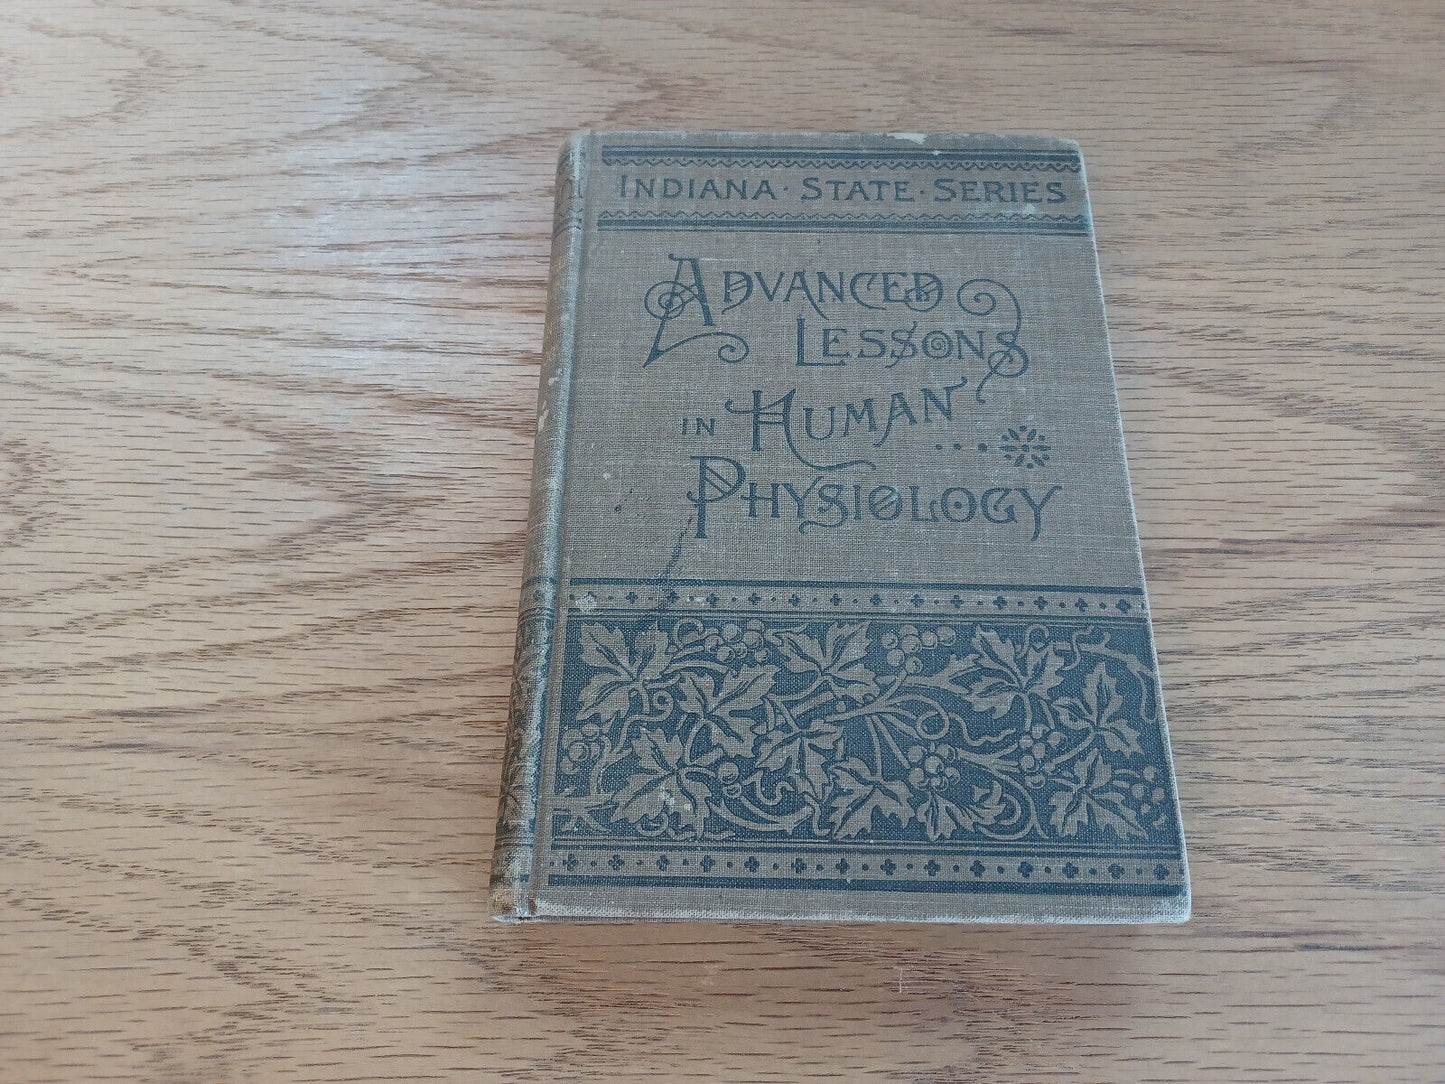 INDIANA · STATE · SERIES
ADVANCED
LESSONS
IN HUMAN
PHYSIOLOGY